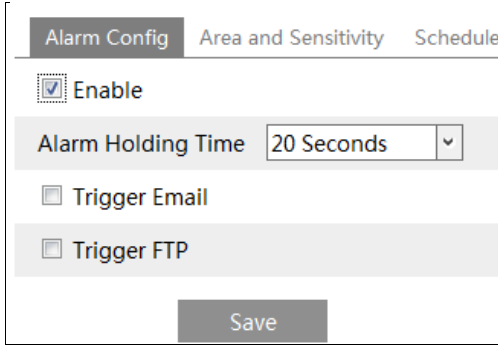 Alarm Config Area and Sensitivity Schedule
Enable
Alarm Holding Time 20 Seconds
Trigger Email
Trigger FTP
Save